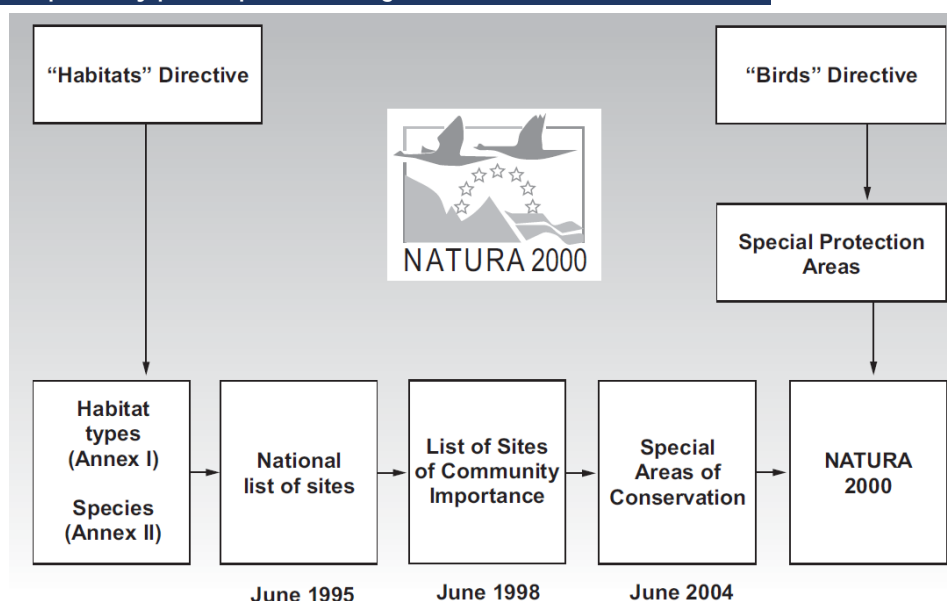 “Habitats” Directive
“Birds” Directive
NATURA 2000
Special Protection
Areas
Habitat
types
(Annex I)
Species
(Annex II)
National
list of sites
List of Sites
of Community
Importance
Special
Areas of
Conservation
NATURA
2000
June 1995
June 1998
June 2004